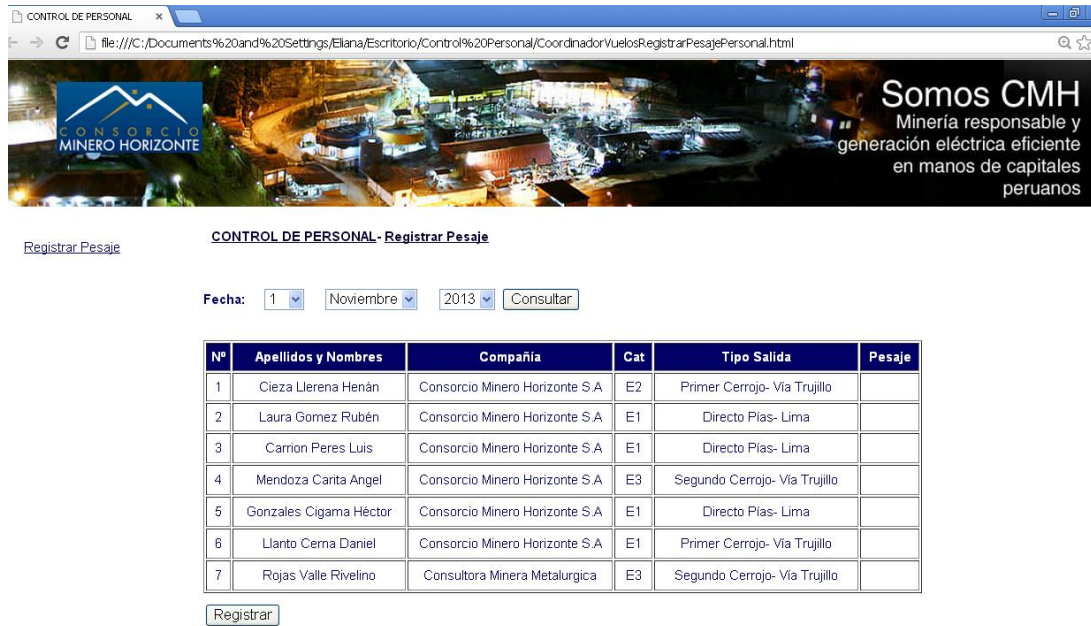 CONTROL DE PERSONAL
file:///C:/Documents%20and%20Settings/Eliana/Escritorio/Control%20Personal/CoordinadorVuelosRegistrarPesajePersonal.html
CONSORCIO
MINERO HORIZONTE
Somos CMH
Minería responsable y
generación eléctrica eficiente
en manos de capitales
peruanos
Registrar Pesaje
CONTROL DE PERSONAL- Registrar Pesaje
Fecha: 1 Noviembre 2013 Consultar
Nº Apellidos y Nombres Compañía Cat Tipo Salida Pesaje
1 Cieza Llerena Henán Consorcio Minero Horizonte S.A E2 Primer Cerrojo- Vía Trujillo
2 Laura Gomez Rubén Consorcio Minero Horizonte S.A E1 Directo Pías- Lima
3 Carrion Peres Luis Consorcio Minero Horizonte S.A E1 Directo Pías- Lima
4 Mendoza Carita Angel Consorcio Minero Horizonte S.A E3 Segundo Cerrojo- Vía Trujillo
5 Gonzales Cigama Héctor Consorcio Minero Horizonte S.A E1 Directo Pías- Lima
6 Llanto Cerna Daniel Consorcio Minero Horizonte S.A E1 Primer Cerrojo- Vía Trujillo
7 Rojas Valle Rivelino Consultora Minera Metalurgica E3 Segundo Cerrojo- Vía Trujillo
Registrar